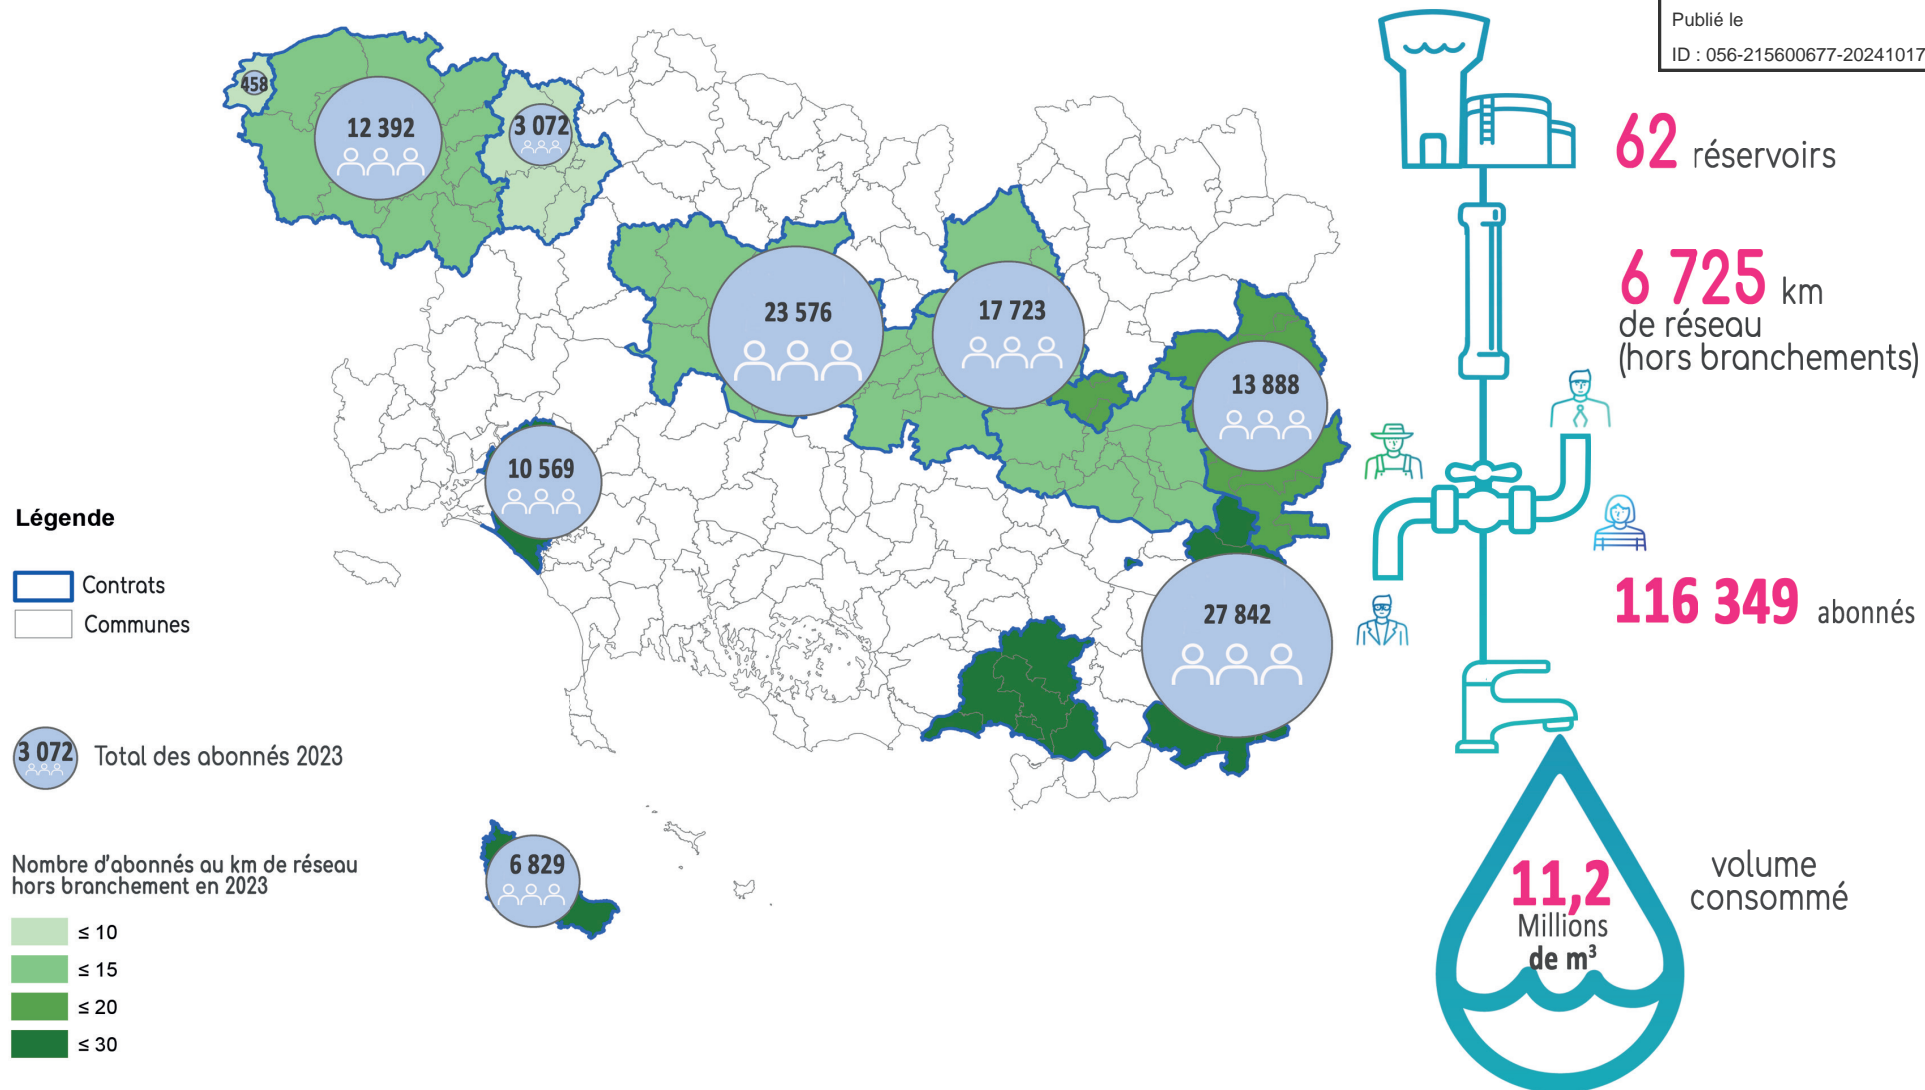 Publié le
ID : 056-215600677-20241017
458
12 392
3 072
23 576
17 723
13 888
10 569
27 842
6 829
Légende
Contrats
Communes
3 072
Total des abonnés 2023
Nombre d'abonnés au km de réseau
hors branchement en 2023
≤ 10
≤ 15
≤ 20
≤ 30
62 réservoirs
6 725 km
de réseau
(hors branchements)
116 349 abonnés
11,2
Millions
de m³
volume
consommé